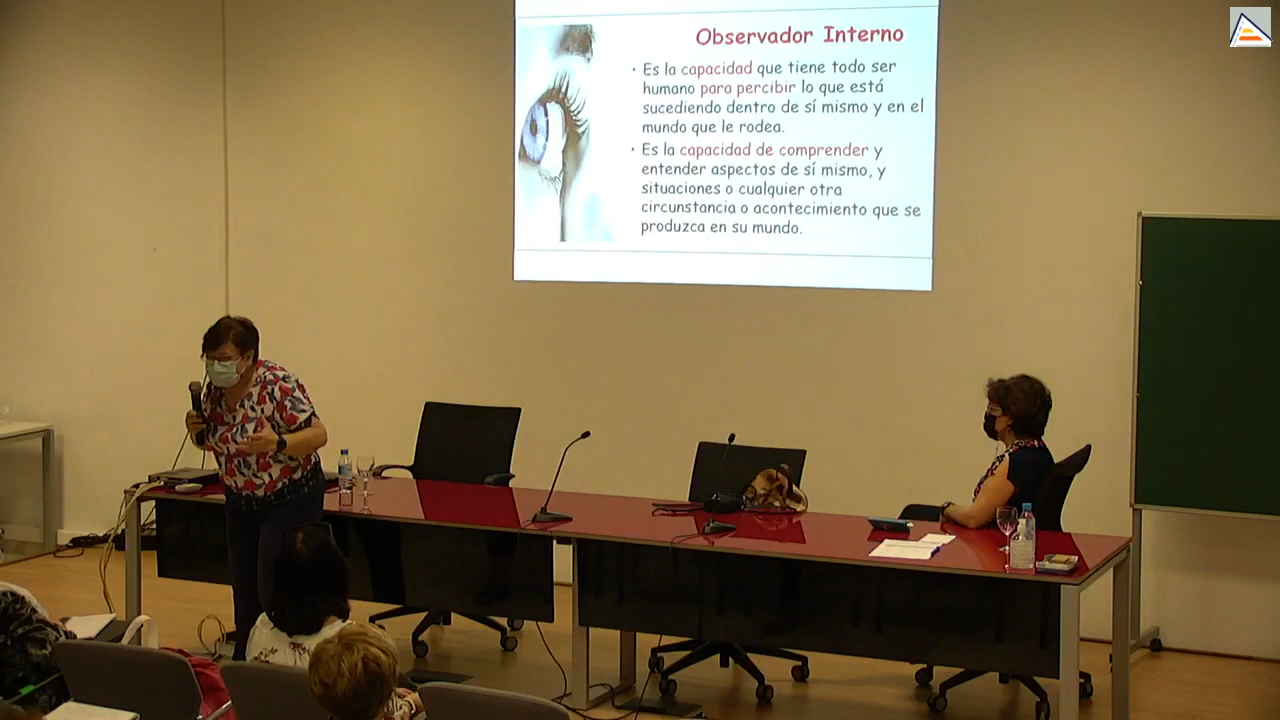 Observador Interno
• Es la capacidad que tiene todo ser
humano para percibir lo que está
sucediendo dentro de sí mismo y en el
mundo que le rodea.
• Es la capacidad de comprender y
entender aspectos de sí mismo, y
situaciones o cualquier otra
circunstancia o acontecimiento que se
produzca en su mundo.